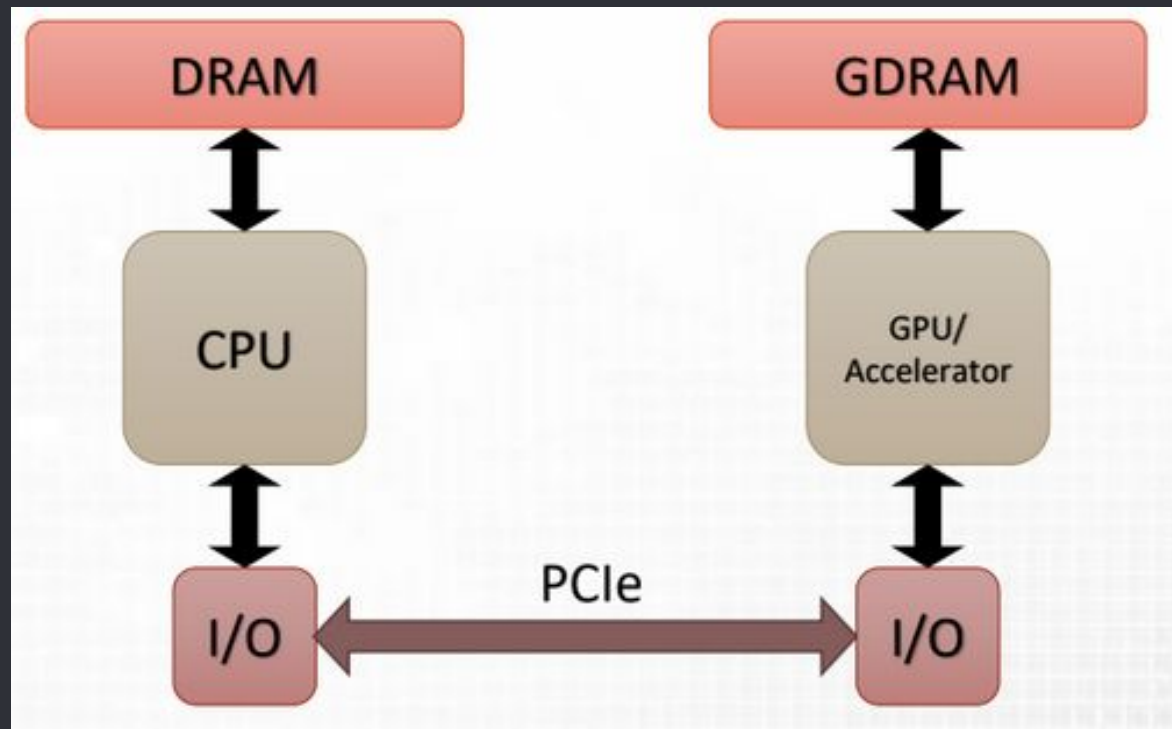 DRAM
GDRAM
CPU
GPU/
Accelerator
PCIe
I/O
I/O